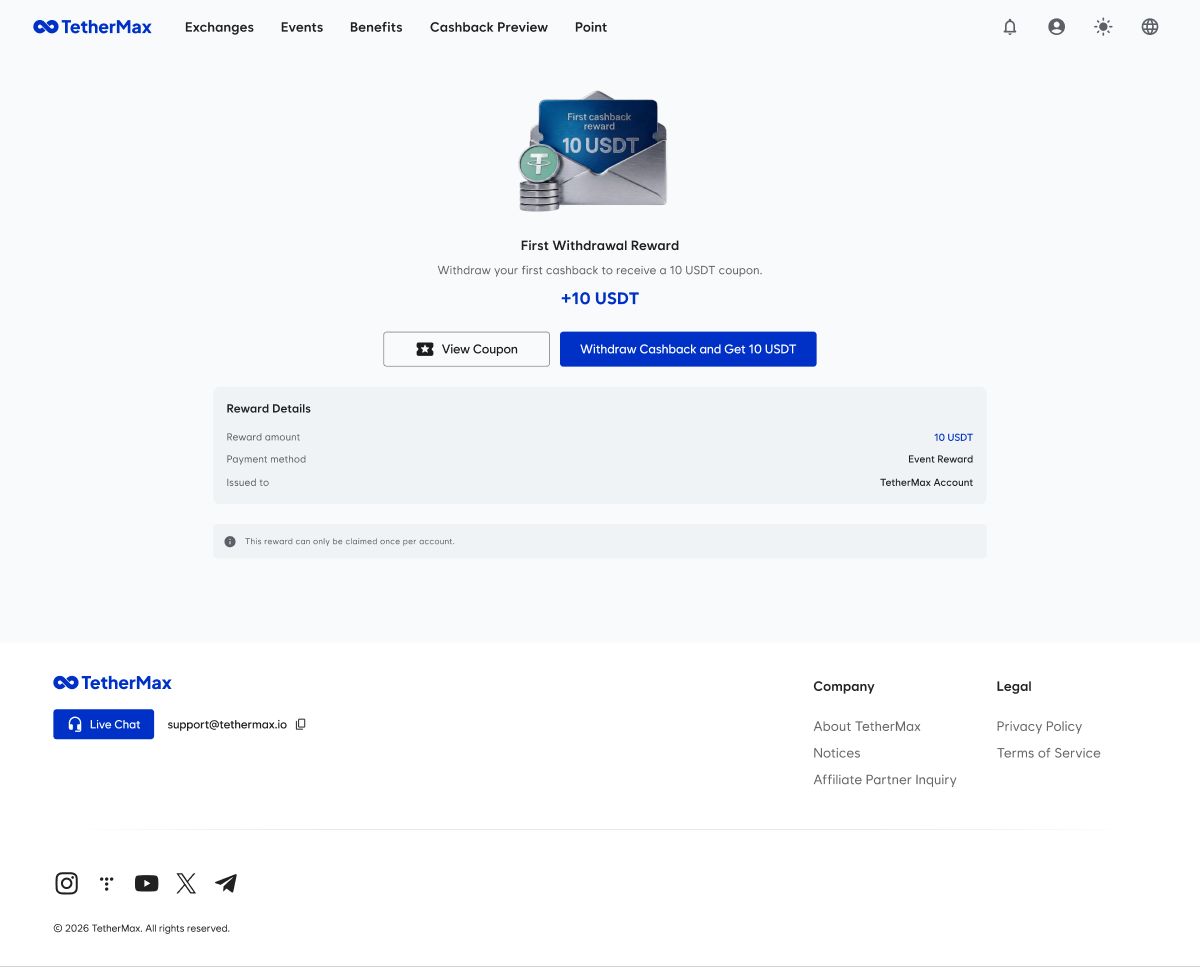 TetherMax
Exchanges
Events
Benefits
Cashback Preview
Point
First cashback
reward
10 USDT
First Withdrawal Reward
Withdraw your first cashback to receive a 10 USDT coupon.
+10 USDT
View Coupon
Withdraw Cashback and Get 10 USDT
Reward Details
Reward amount
10 USDT
Payment method
Event Reward
Issued to
TetherMax Account
This reward can only be claimed once per account.
TetherMax
Live Chat
support@tethermax.io
Company
About TetherMax
Notices
Affiliate Partner Inquiry
Legal
Privacy Policy
Terms of Service
© 2026 TetherMax. All rights reserved.